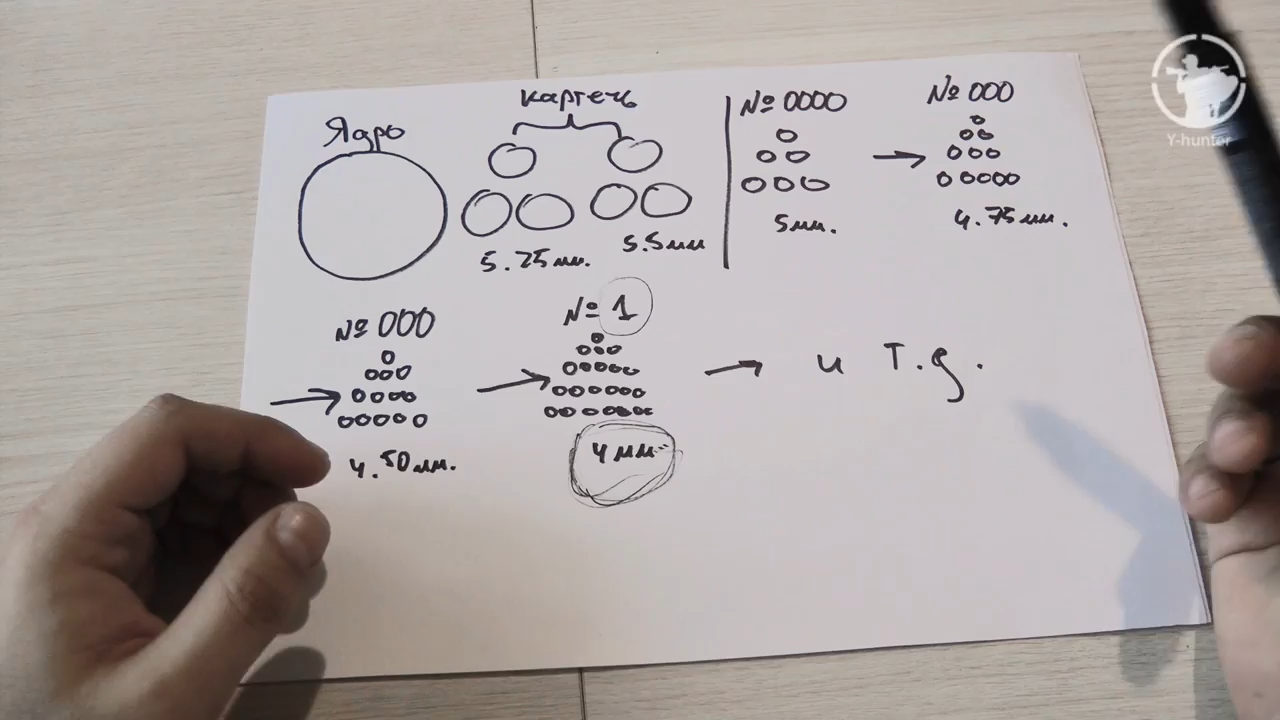 Ядро
картечь
5.25мм.
5.5мм
№ 0000
5мм.
№ 000
4.75мм.
№ 000
4.50мм.
№ 1
4мм
и т.д.
Y-hunter